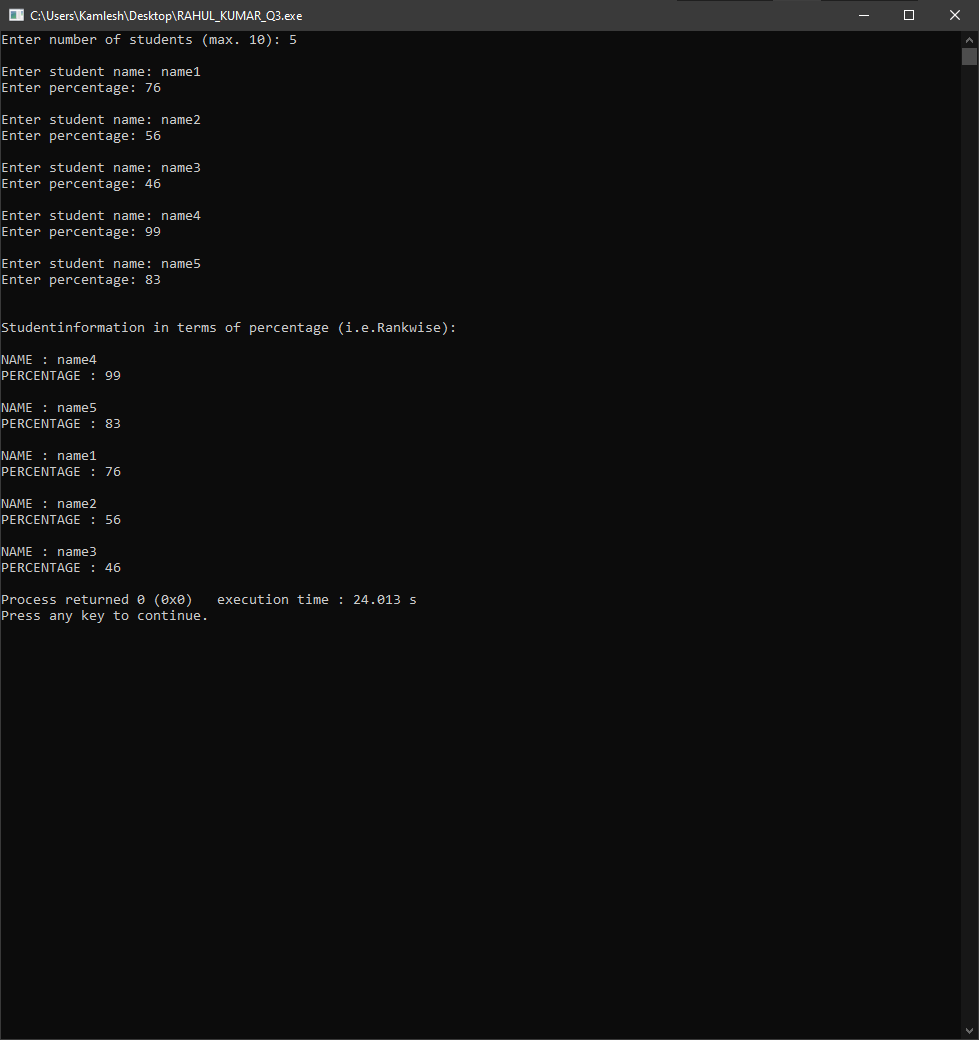 C:\Users\Kamlesh\Desktop\RAHUL_KUMAR_Q3.exe
Enter number of students (max. 10): 5
Enter student name: name1
Enter percentage: 76
Enter student name: name2
Enter percentage: 56
Enter student name: name3
Enter percentage: 46
Enter student name: name4
Enter percentage: 99
Enter student name: name5
Enter percentage: 83
Studentinformation in terms of percentage (i.e.Rankwise):
NAME : name4
PERCENTAGE : 99
NAME : name5
PERCENTAGE : 83
NAME : name1
PERCENTAGE : 76
NAME : name2
PERCENTAGE : 56
NAME : name3
PERCENTAGE : 46
Process returned 0 (0x0)   execution time : 24.013 s
Press any key to continue.